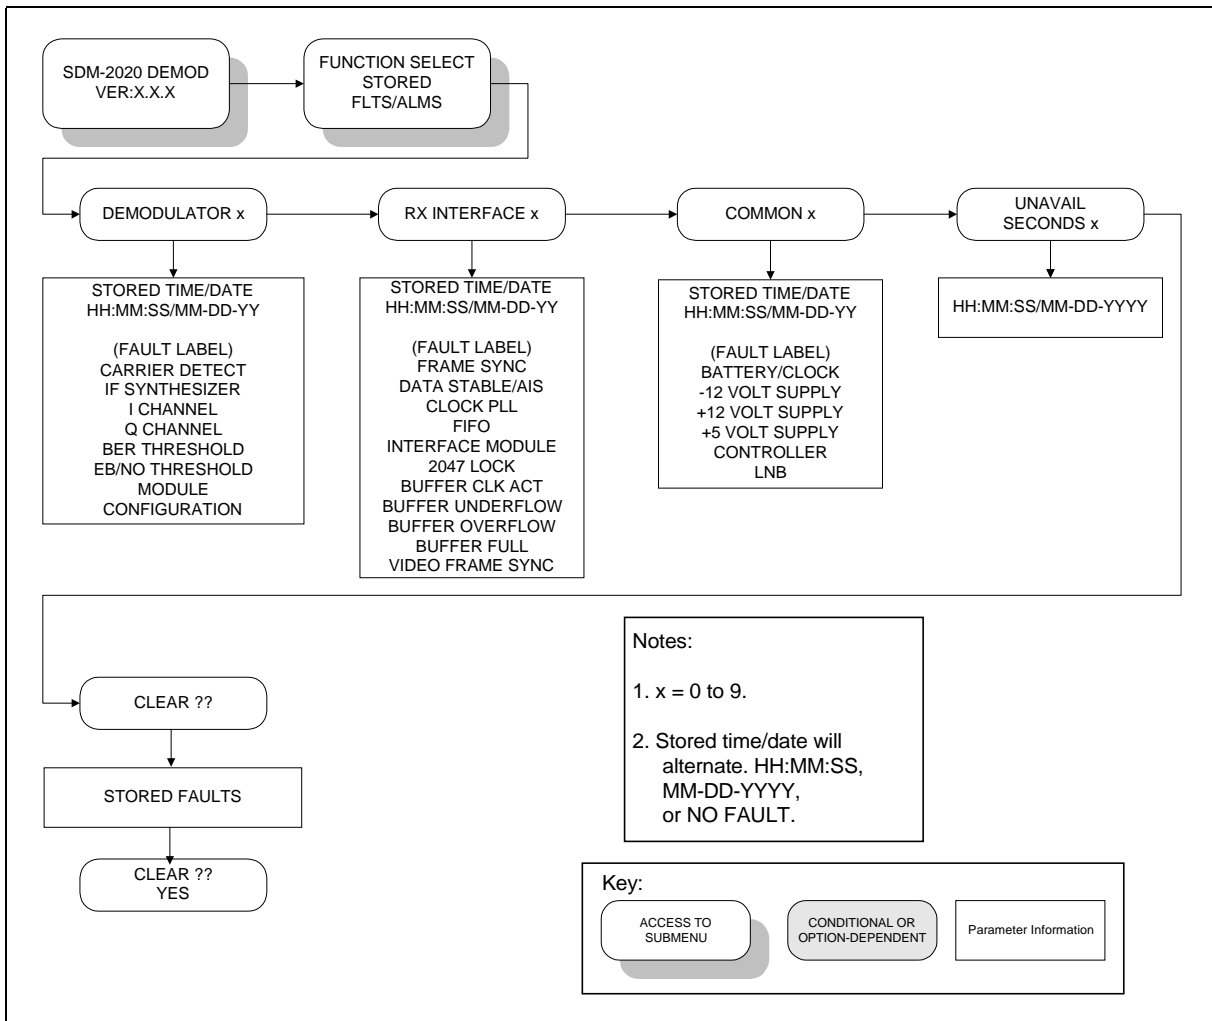 SDM-2020 DEMOD
VER:X.X.X
FUNCTION SELECT
STORED
FLTS/ALMS
DEMODULATOR x
RX INTERFACE x
COMMON x
UNAVAIL
SECONDS x
STORED TIME/DATE
HH:MM:SS/MM-DD-YY
(FAULT LABEL)
CARRIER DETECT
IF SYNTHESIZER
I CHANNEL
Q CHANNEL
BER THRESHOLD
EB/NO THRESHOLD
MODULE
CONFIGURATION
STORED TIME/DATE
HH:MM:SS/MM-DD-YY
(FAULT LABEL)
FRAME SYNC
DATA STABLE/AIS
CLOCK PLL
FIFO
INTERFACE MODULE
2047 LOCK
BUFFER CLK ACT
BUFFER UNDERFLOW
BUFFER OVERFLOW
BUFFER FULL
VIDEO FRAME SYNC
STORED TIME/DATE
HH:MM:SS/MM-DD-YY
(FAULT LABEL)
BATTERY/CLOCK
-12 VOLT SUPPLY
+12 VOLT SUPPLY
+5 VOLT SUPPLY
CONTROLLER
LNB
HH:MM:SS/MM-DD-YYYY
CLEAR ??
STORED FAULTS
CLEAR ??
YES
Notes:
1. x = 0 to 9.
2. Stored time/date will
alternate. HH:MM:SS,
MM-DD-YYYY,
or NO FAULT.
Key:
ACCESS TO
SUBMENU
CONDITIONAL OR
OPTION-DEPENDENT
Parameter Information